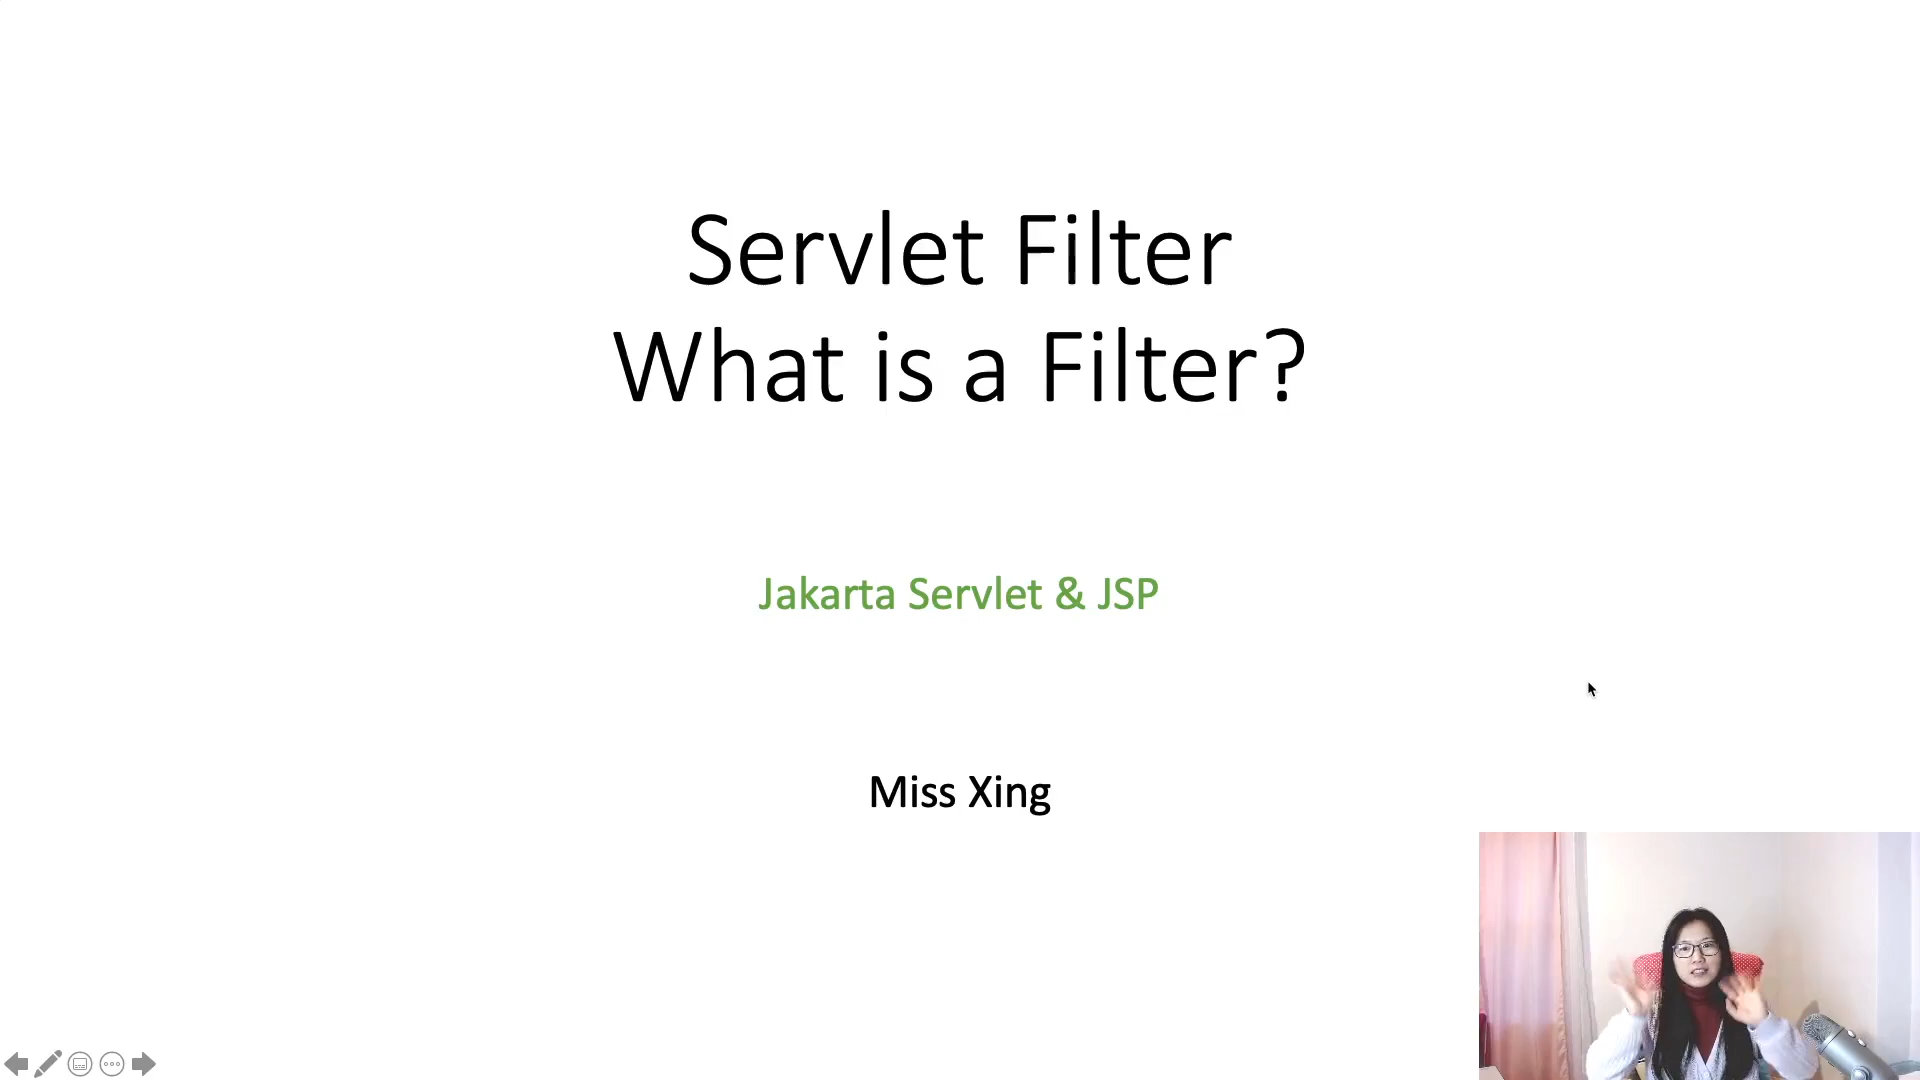 Servlet Filter
What is a Filter?
Jakarta Servlet & JSP
Miss Xing